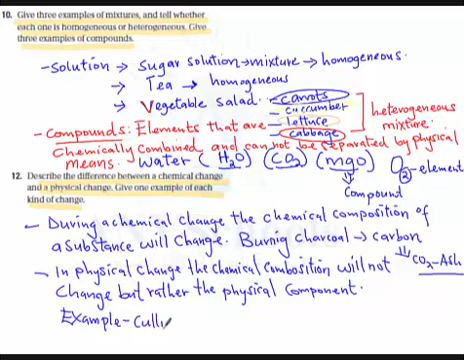 10. Give three examples of mixtures, and tell whether
each one is homogeneous or heterogeneous. Give
three examples of compounds.
-Solution → Sugar solution→mixture → homogeneous.
→ Tea → homogeneous
→ Vegetable salad - carrots
- cuccumber
- lettuce
- cabbage
heterogeneous
mixture.
- Compounds: Elements that are
Chemically combined and can not be separated by physical
means. Water (H2O) (CO2) (mgO) O2-element
Compound
12. Describe the difference between a chemical change
and a physical change. Give one example of each
kind of change.
- During a chemical change the chemical composition of
a substance will change. Burnig charcoal → carbon
CO2-Ash
- In physical change the chemical Combosition will not
Change but rather the physical component.
Example-